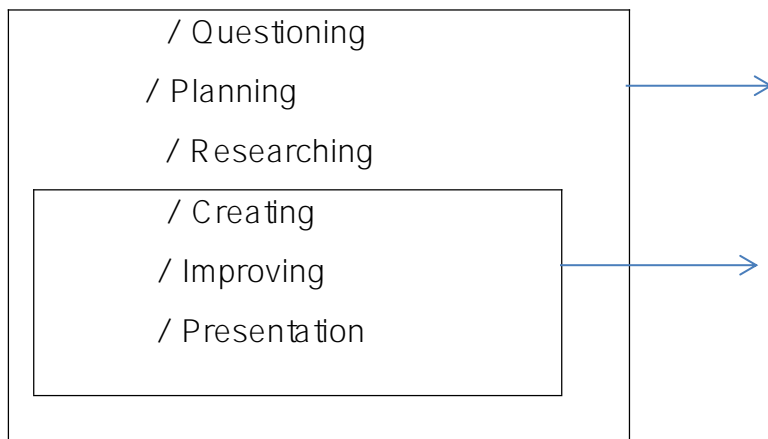 / Questioning
/ Planning
/ Researching
/ Creating
/ Improving
/ Presentation